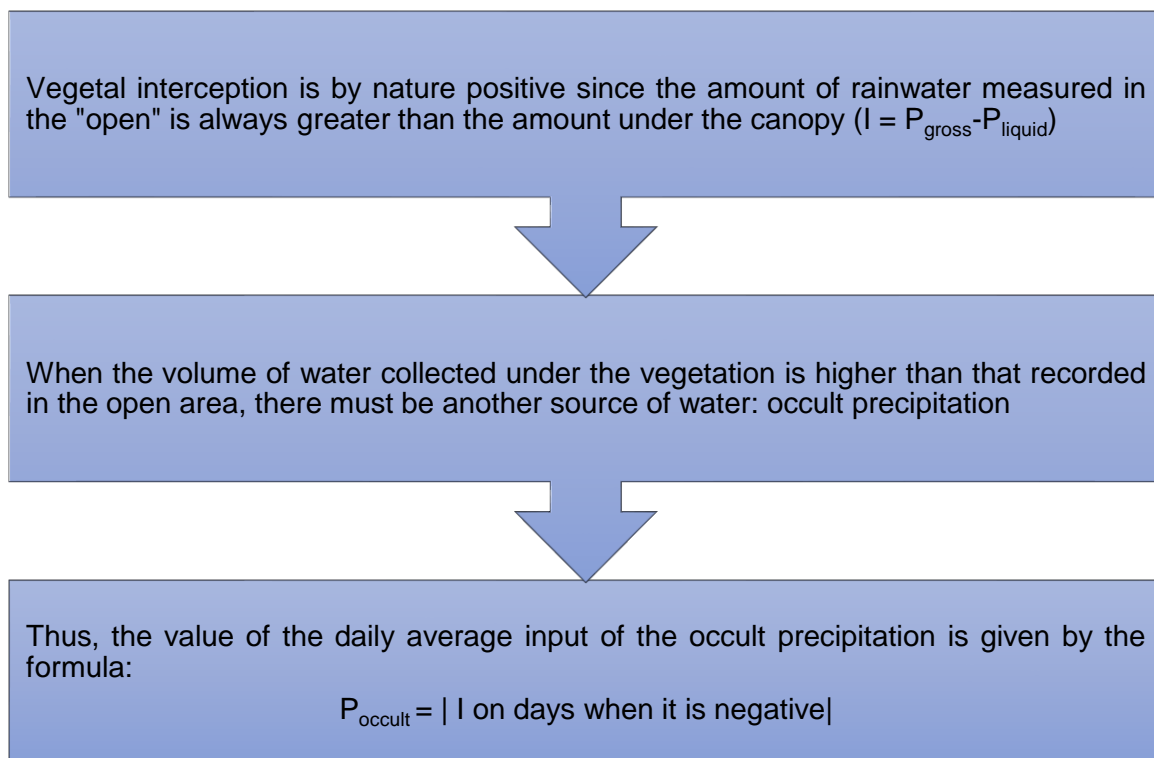 Vegetal interception is by nature positive since the amount of rainwater measured in
the "open" is always greater than the amount under the canopy (I = P_gross-P_liquid)
When the volume of water collected under the vegetation is higher than that recorded
in the open area, there must be another source of water: occult precipitation
Thus, the value of the daily average input of the occult precipitation is given by the
formula:
P_occult = | I on days when it is negative|